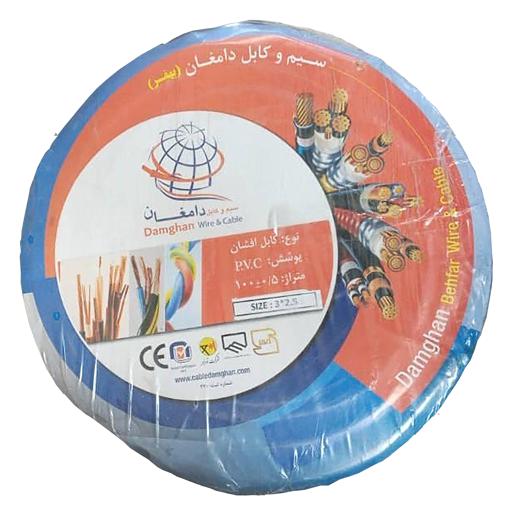 سیم و کابل دامغان (بهفر)
Damghan Behfar Wire & Cable
سیم و کابل دامغان
Damghan Wire & Cable
نوع: کابل افشان
پوشش: P.V.C
متراژ: ۱۰۰±۰/۵
SIZE : 3*2.5
CE
www.cabledamghan.com